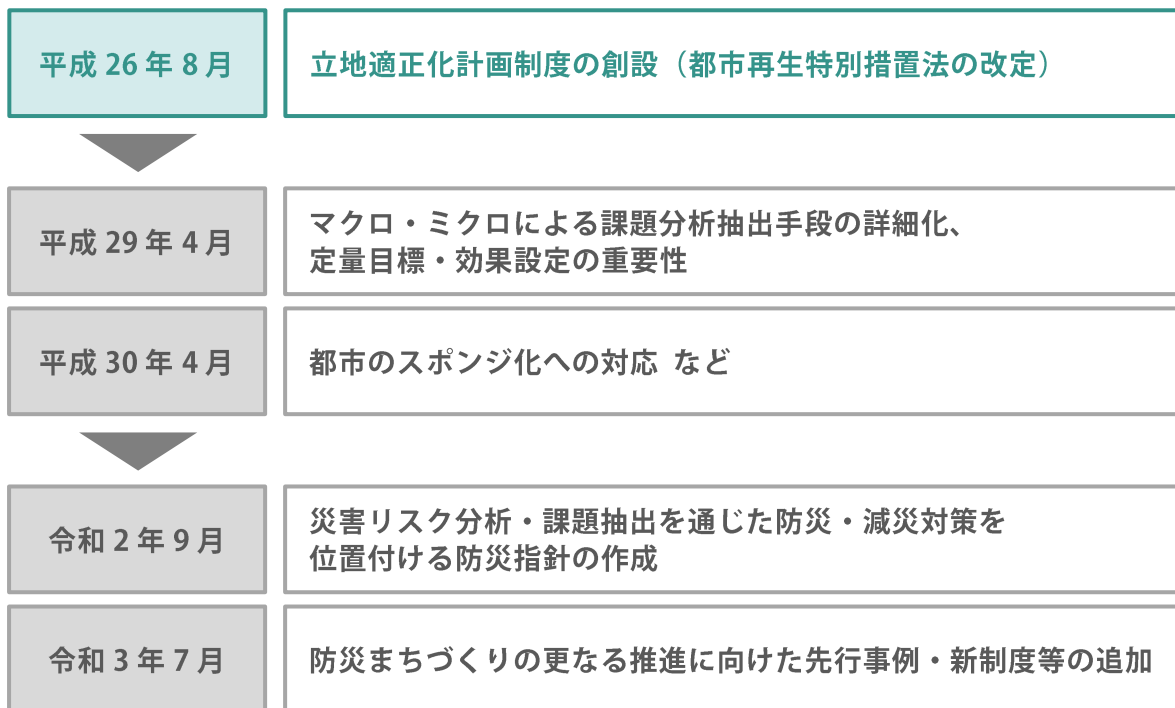 平成 26 年 8 月
立地適正化計画制度の創設（都市再生特別措置法の改定）
平成 29 年 4 月
マクロ・ミクロによる課題分析抽出手段の詳細化、
定量目標・効果設定の重要性
平成 30 年 4 月
都市のスポンジ化への対応 など
令和 2 年 9 月
災害リスク分析・課題抽出を通じた防災・減災対策を
位置付ける防災指針の作成
令和 3 年 7 月
防災まちづくりの更なる推進に向けた先行事例・新制度等の追加